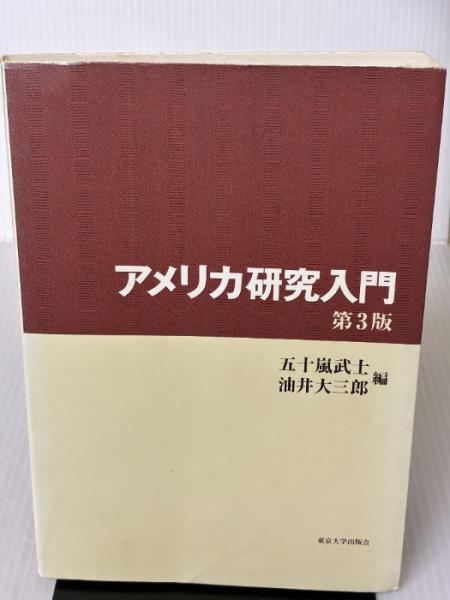 アメリカ研究入門
第3版
五十嵐武士
油井大三郎 編
東京大学出版会